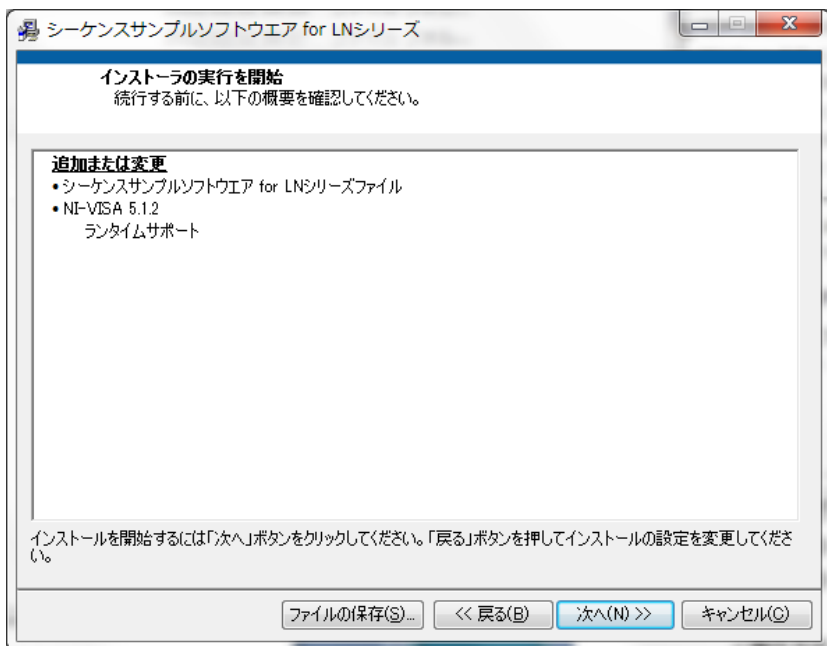 シーケンスサンプルソフトウエア for LNシリーズ
インストーラの実行を開始
続行する前に、以下の概要を確認してください。
追加または変更
•シーケンスサンプルソフトウエア for LNシリーズファイル
•NI-VISA 5.1.2
ランタイムサポート
インストールを開始するには「次へ」ボタンをクリックしてください。「戻る」ボタンを押してインストールの設定を変更してくださ
い。
ファイルの保存(S)... << 戻る(B) 次へ(N) >> キャンセル(C)